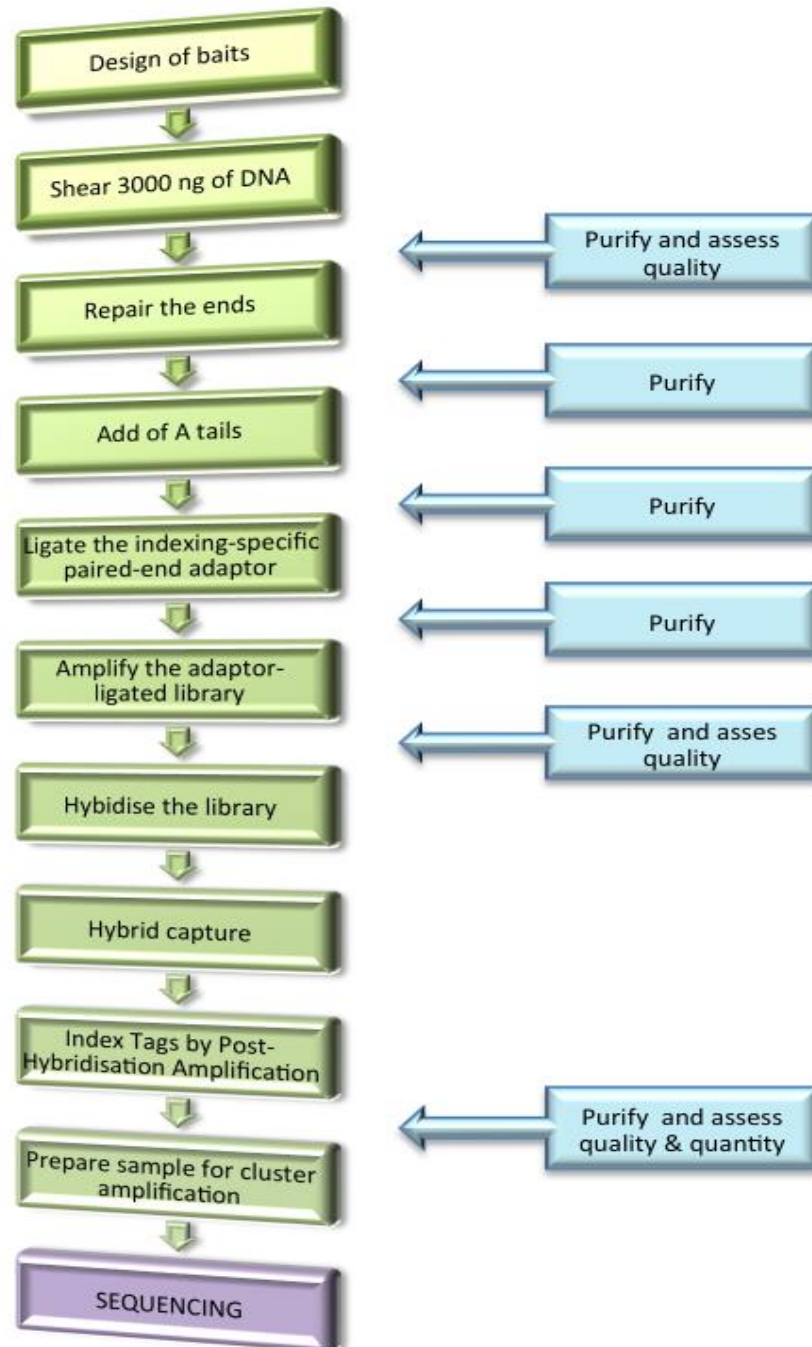 Design of baits
Shear 3000 ng of DNA
Purify and assess
quality
Repair the ends
Purify
Add of A tails
Purify
Ligate the indexing-specific
paired-end adaptor
Purify
Amplify the adaptor-
ligated library
Purify  and asses
quality
Hybidise the library
Hybrid capture
Index Tags by Post-
Hybridisation Amplification
Purify  and assess
quality & quantity
Prepare sample for cluster
amplification
SEQUENCING